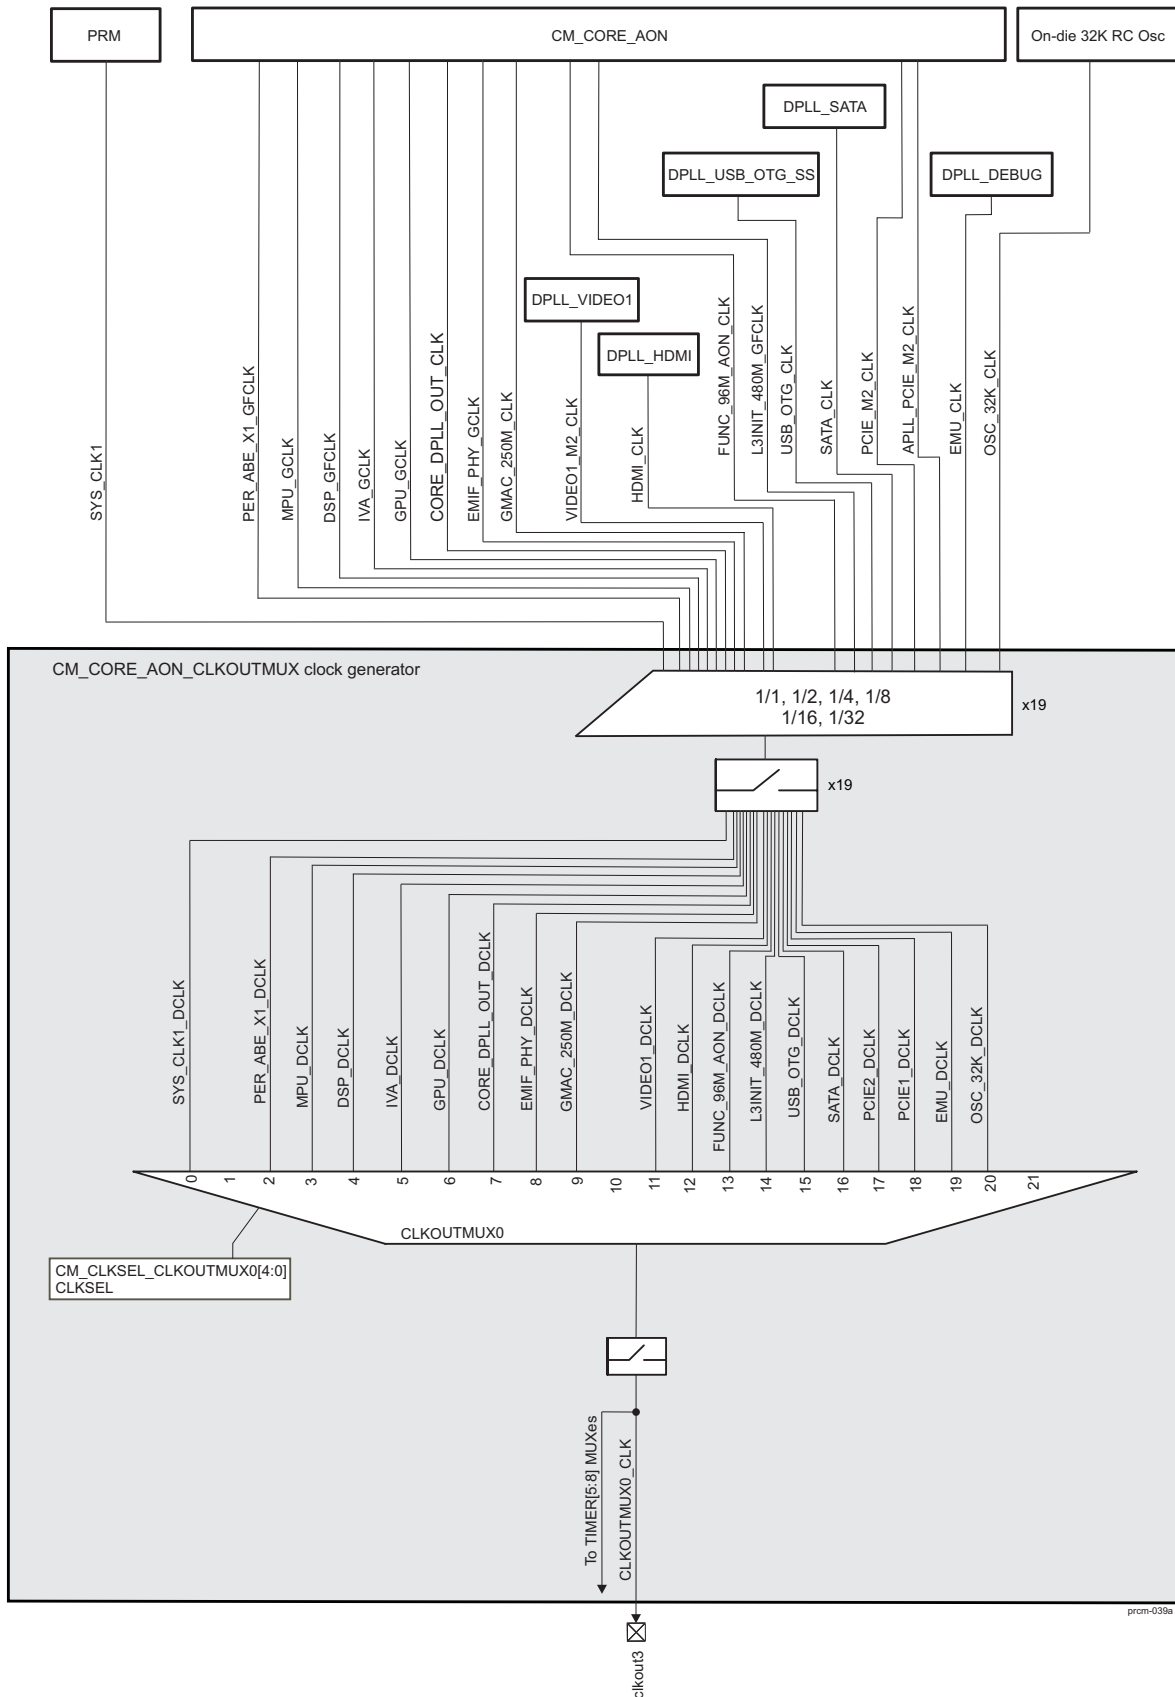 PRM
CM_CORE_AON
On-die 32K RC Osc
DPLL_SATA
DPLL_USB_OTG_SS
DPLL_DEBUG
DPLL_VIDEO1
DPLL_HDMI
SYS_CLK1
PER_ABE_X1_GFCLK
MPU_GCLK
DSP_GFCLK
IVA_GCLK
GPU_GCLK
CORE_DPLL_OUT_CLK
EMIF_PHY_GCLK
GMAC_250M_CLK
VIDEO1_M2_CLK
HDMI_CLK
FUNC_96M_AON_CLK
L3INIT_480M_GFCLK
USB_OTG_CLK
SATA_CLK
PCIE_M2_CLK
APLL_PCIE_M2_CLK
EMU_CLK
OSC_32K_CLK
CM_CORE_AON_CLKOUTMUX clock generator
1/1, 1/2, 1/4, 1/8
1/16, 1/32
x19
x19
SYS_CLK1_DCLK
PER_ABE_X1_DCLK
MPU_DCLK
DSP_DCLK
IVA_DCLK
GPU_DCLK
CORE_DPLL_OUT_DCLK
EMIF_PHY_DCLK
GMAC_250M_DCLK
VIDEO1_DCLK
HDMI_DCLK
FUNC_96M_AON_DCLK
L3INIT_480M_DCLK
USB_OTG_DCLK
SATA_DCLK
PCIE2_DCLK
PCIE1_DCLK
EMU_DCLK
OSC_32K_DCLK
0
1
2
3
4
5
6
7
8
9
10
11
12
13
14
15
16
17
18
19
20
21
CLKOUTMUX0
CM_CLKSEL_CLKOUTMUX0[4:0]
CLKSEL
To TIMER[5:8] MUXes
CLKOUTMUX0_CLK
prcm-039a
clkout3